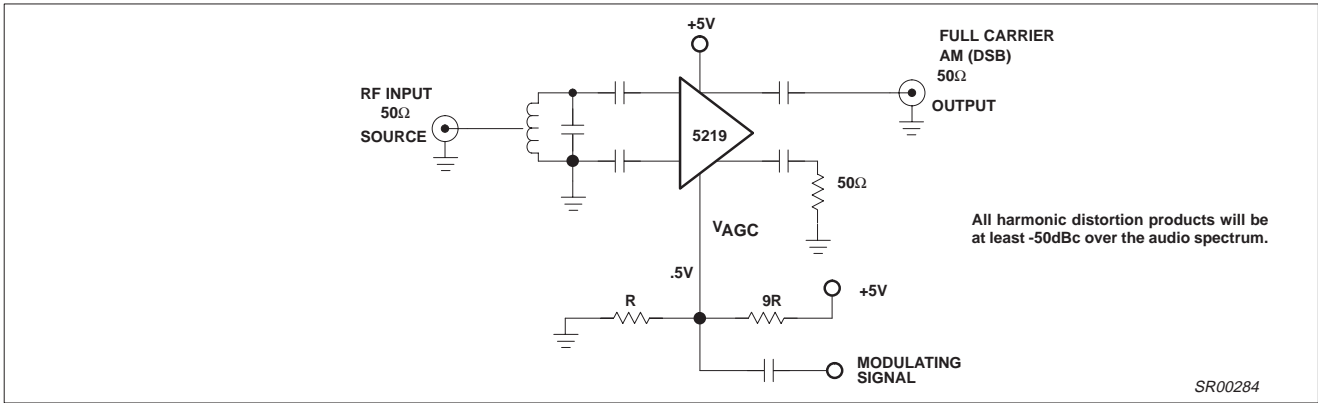 +5V
FULL CARRIER
AM (DSB)
50Ω
OUTPUT
RF INPUT
50Ω
SOURCE
5219
50Ω
All harmonic distortion products will be
at least -50dBc over the audio spectrum.
VAGC
.5V
R
9R
+5V
MODULATING
SIGNAL
SR00284